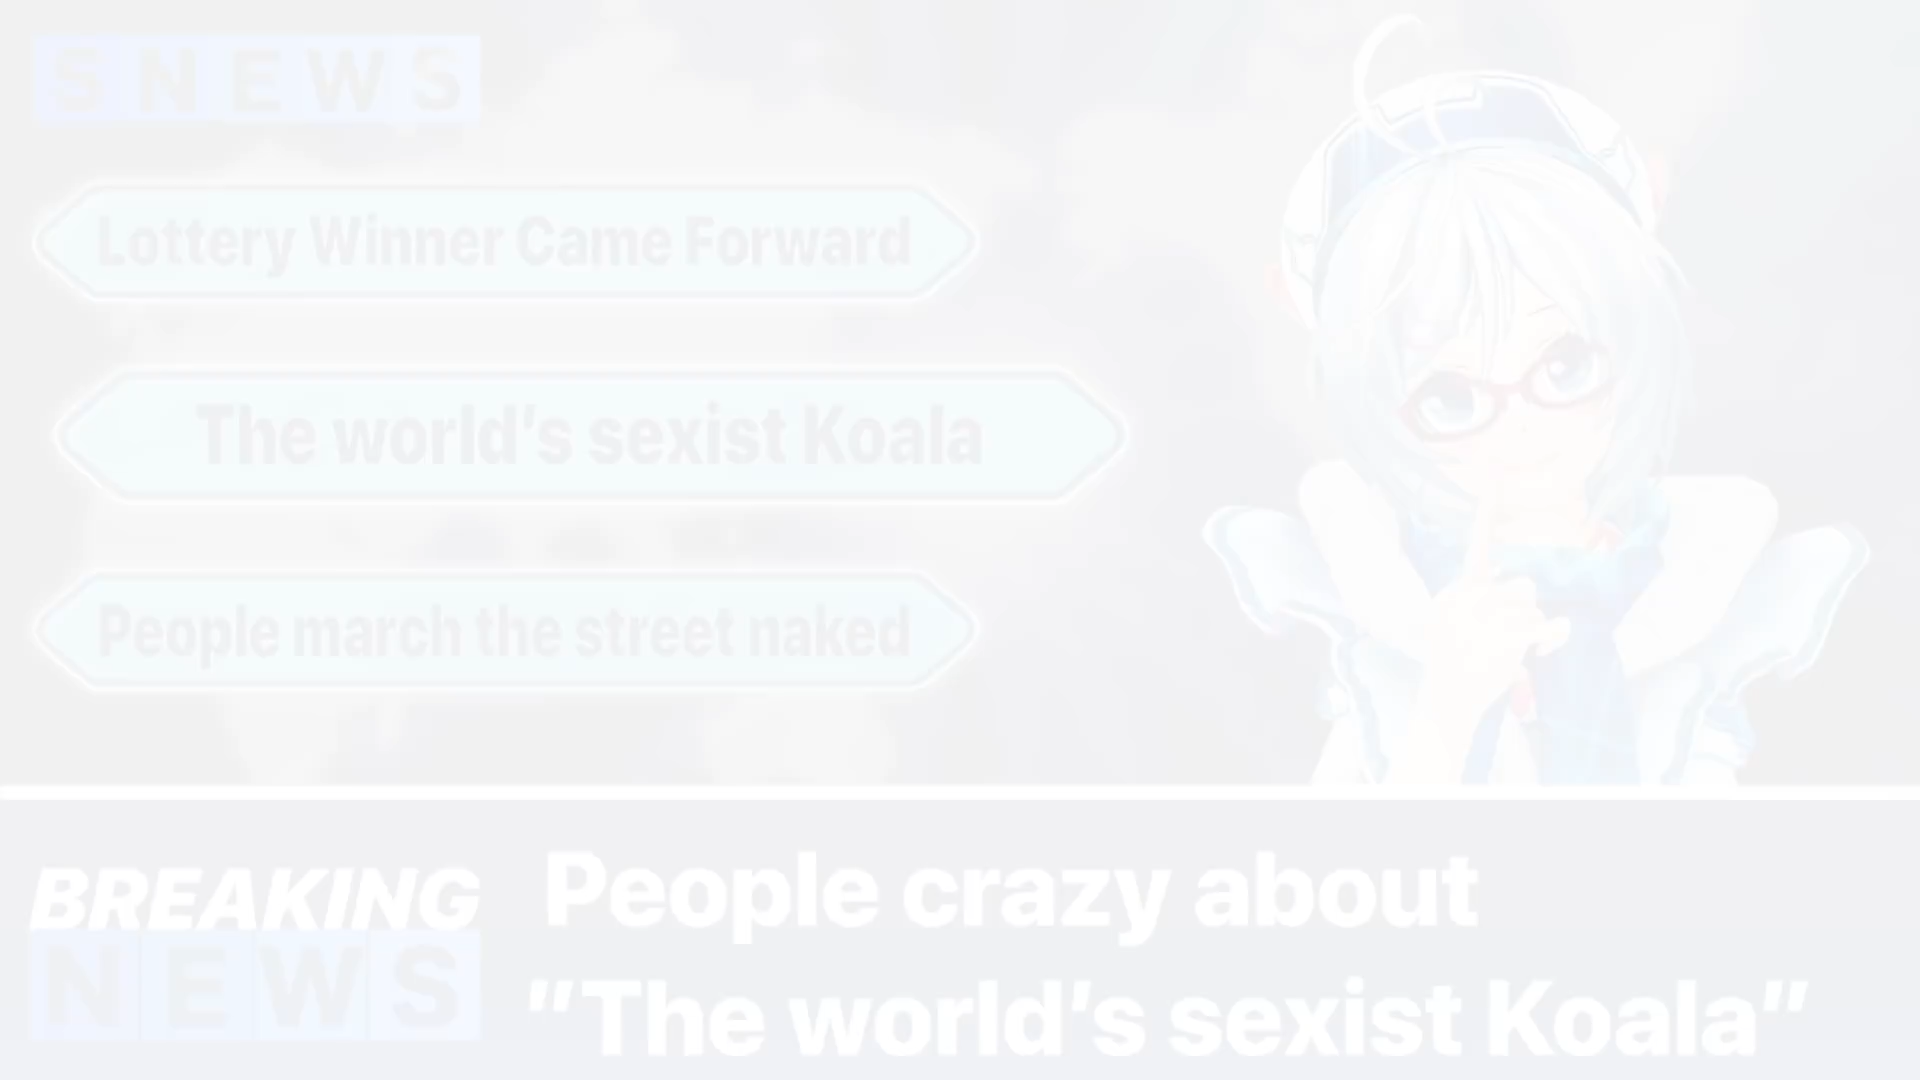 SNEWS
Lottery Winner Came Forward
The world's sexist Koala
People march the street naked
BREAKING
NEWS
People crazy about
"The world's sexist Koala"